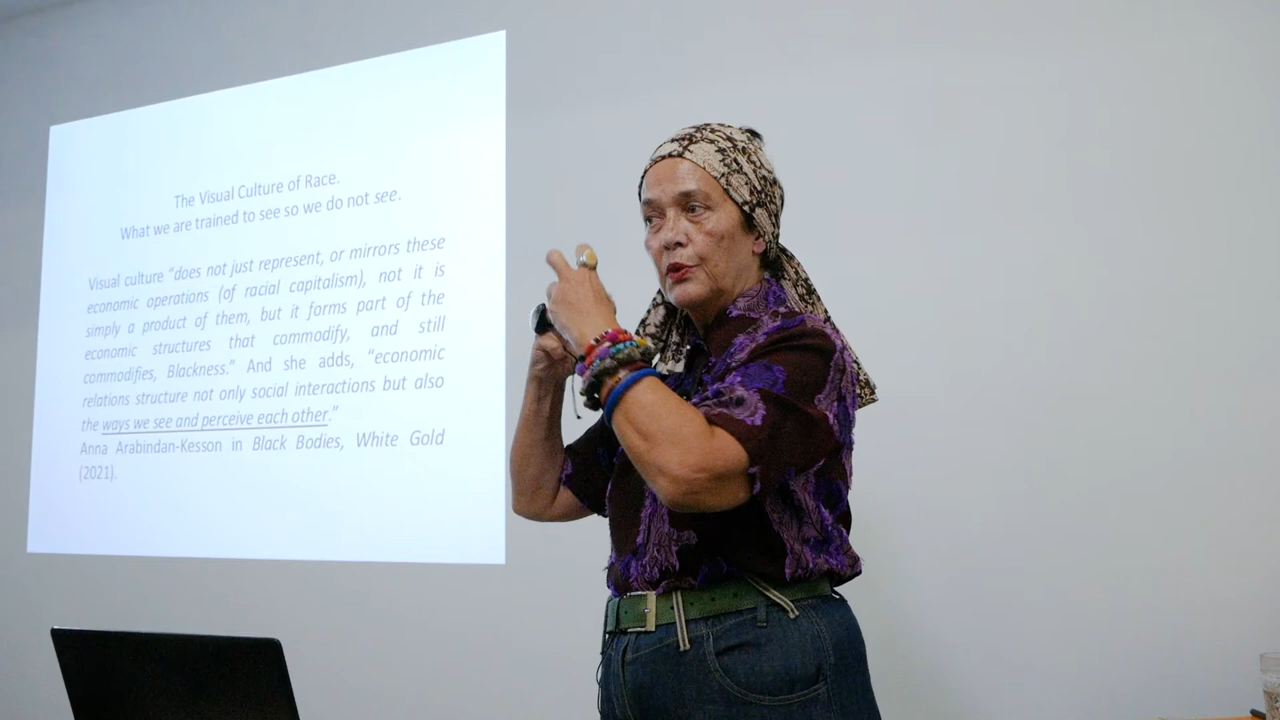 The Visual Culture of Race.
What we are trained to see so we do not see.
Visual culture “does not just represent, or mirrors these
economic operations (of racial capitalism), not it is
simply a product of them, but it forms part of the
economic structures that commodify, and still
commodifies, Blackness.” And she adds, “economic
relations structure not only social interactions but also
the ways we see and perceive each other.”
Anna Arabindan-Kesson in Black Bodies, White Gold
(2021).